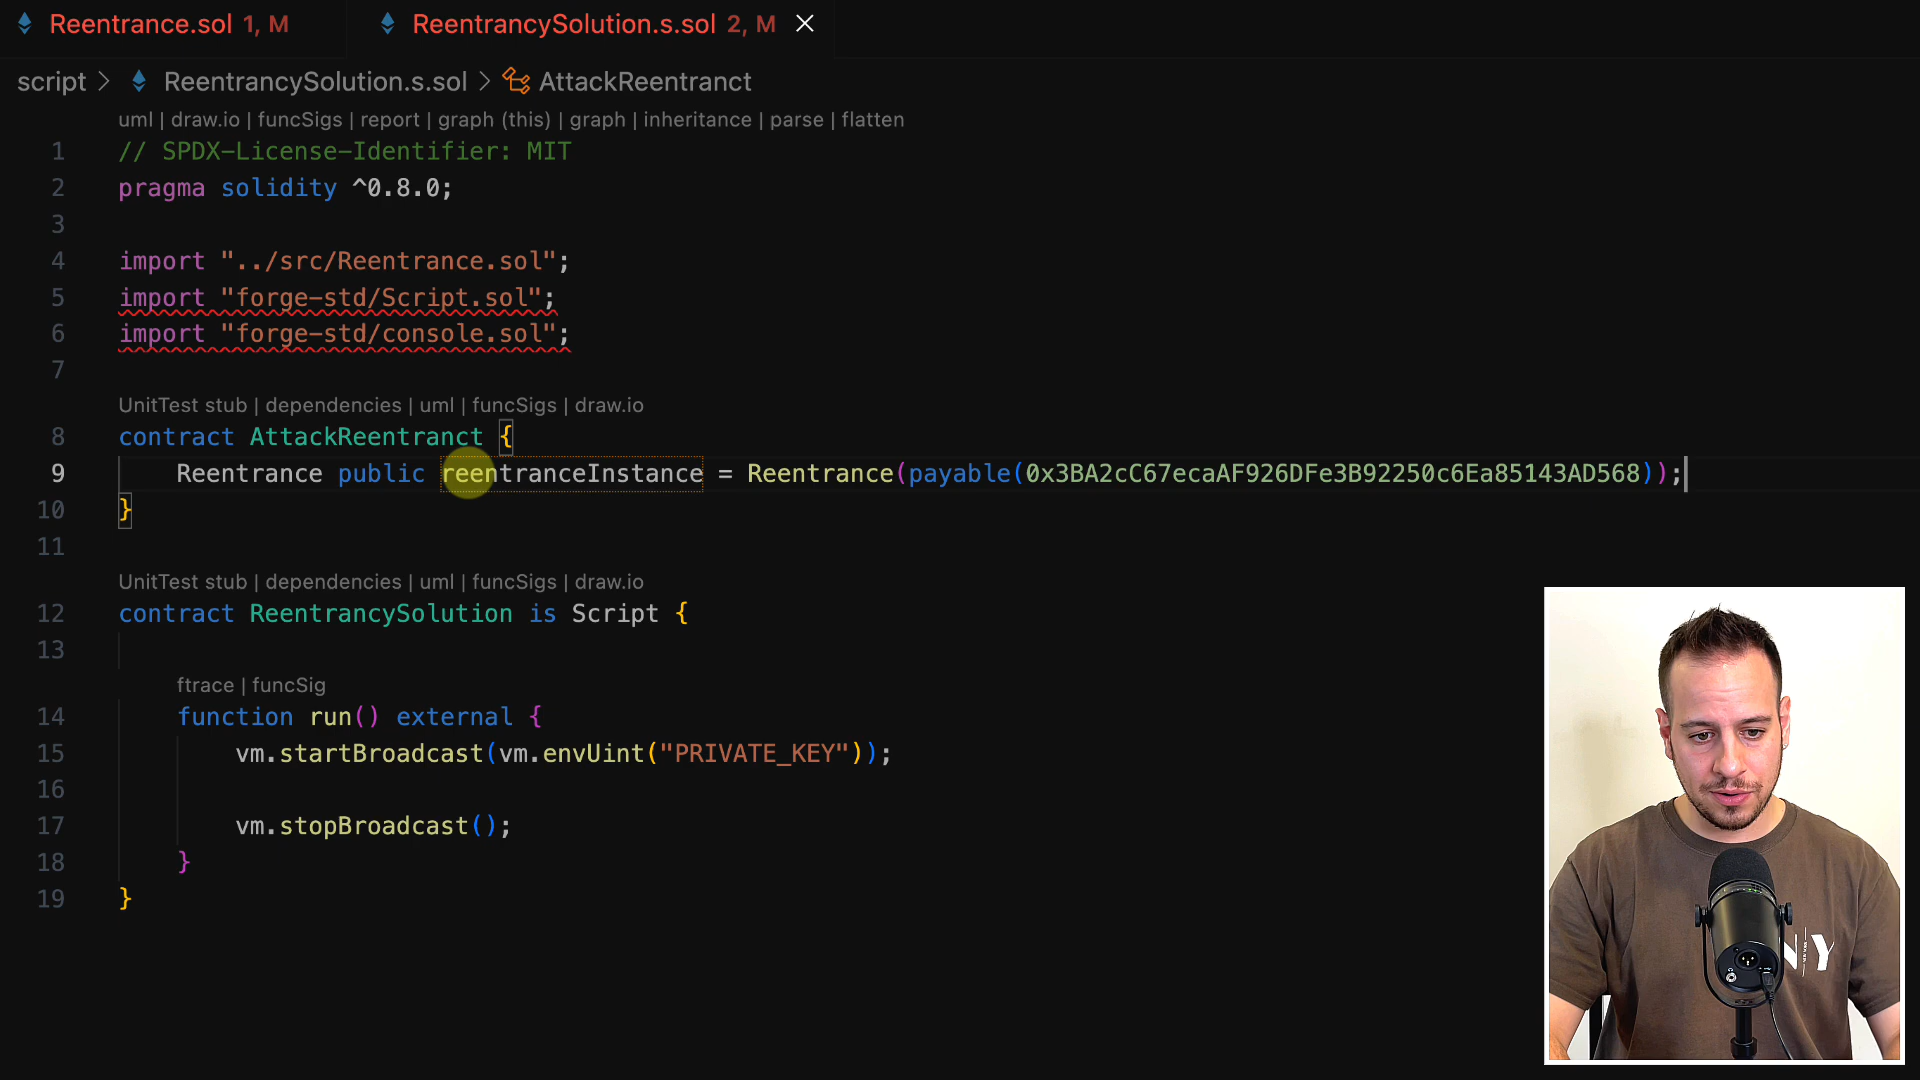 Reentrance.sol 1, M
ReentrancySolution.s.sol 2, M
script > ReentrancySolution.s.sol > AttackReentranct
uml | draw.io | funcSigs | report | graph (this) | graph | inheritance | parse | flatten
1 // SPDX-License-Identifier: MIT
2 pragma solidity ^0.8.0;
3
4 import "../src/Reentrance.sol";
5 import "forge-std/Script.sol";
6 import "forge-std/console.sol";
7
UnitTest stub | dependencies | uml | funcSigs | draw.io
8 contract AttackReentranct {
9 Reentrance public reentranceInstance = Reentrance(payable(0x3BA2cC67ecaAF926DFe3B92250c6Ea85143AD568));
10 }
11
UnitTest stub | dependencies | uml | funcSigs | draw.io
12 contract ReentrancySolution is Script {
13
ftrace | funcSig
14 function run() external {
15 vm.startBroadcast(vm.envUint("PRIVATE_KEY"));
16
17 vm.stopBroadcast();
18 }
19 }